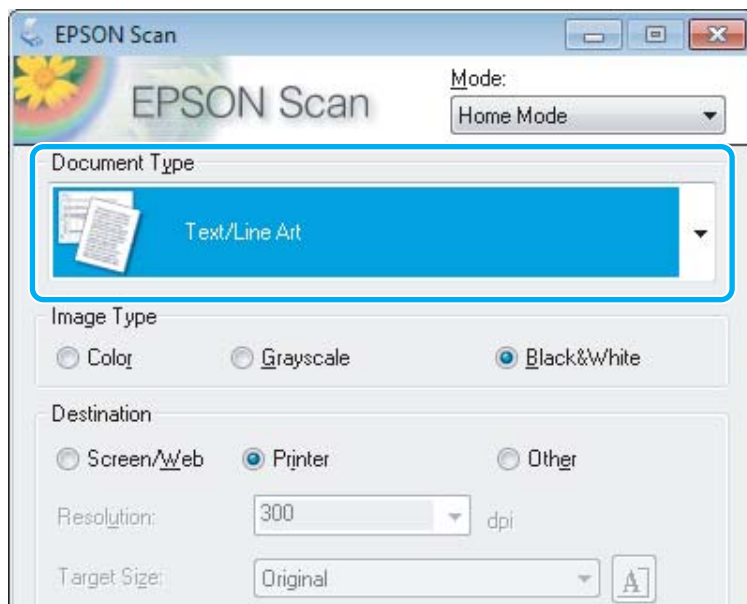 EPSON Scan
EPSON Scan
Mode:
Home Mode
Document Type
Text/Line Art
Image Type
Color
Grayscale
Black&White
Destination
Screen/Web
Printer
Other
Resolution:
300
dpi
Target Size:
Original
A